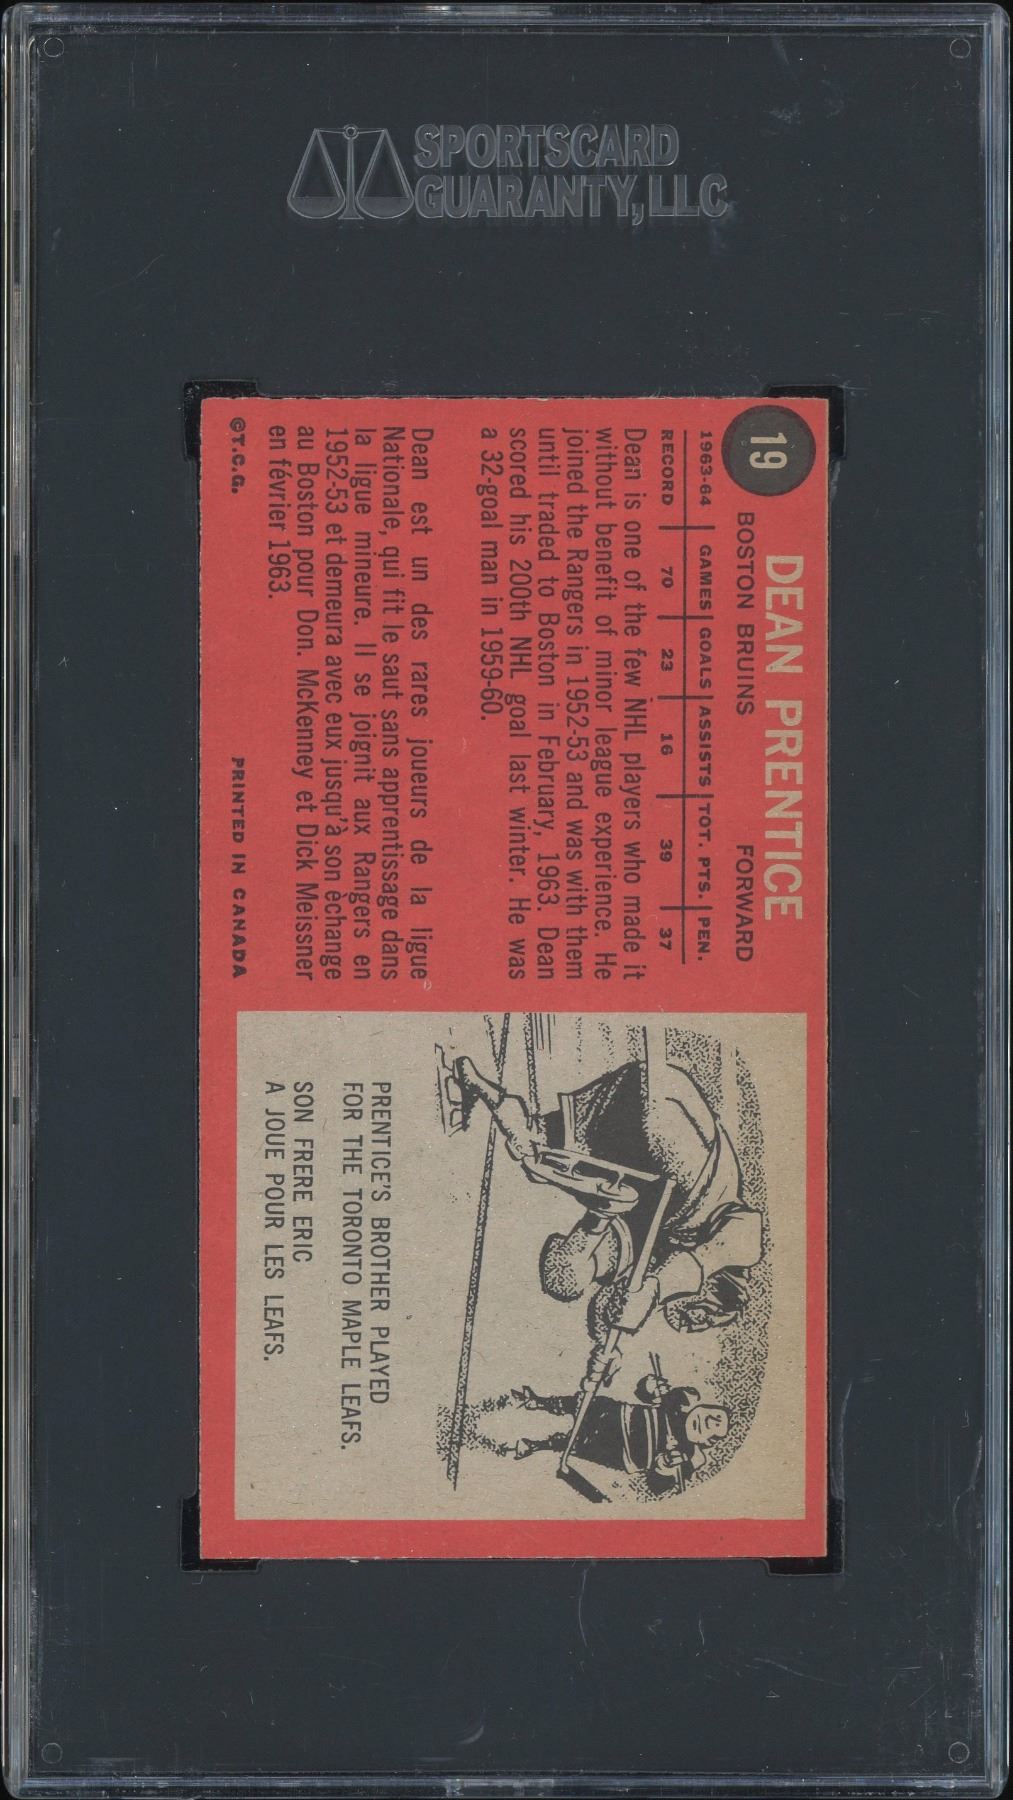 SPORTSCARD
GUARANTY, LLC
19
DEAN PRENTICE
BOSTON BRUINS FORWARD
1963-64 GAMES GOALS ASSISTS TOT. PTS. PEN.
RECORD 70 23 16 39 37
Dean is one of the few NHL players who made it
without benefit of minor league experience. He
joined the Rangers in 1952-53 and was with them
until traded to Boston in February, 1963. Dean
scored his 200th NHL goal last winter. He was
a 32-goal man in 1959-60.
Dean est un des rares joueurs de la ligue
Nationale, qui fit le saut sans apprentissage dans
la ligue mineure. Il se joignit aux Rangers en
1952-53 et demeura avec eux jusqu'à son èchange
au Boston pour Don. McKenney et Dick Meissner
en février 1963.
©T.C.G. PRINTED IN CANADA
PRENTICE'S BROTHER PLAYED
FOR THE TORONTO MAPLE LEAFS.
SON FRERE ERIC
A JOUE POUR LES LEAFS.